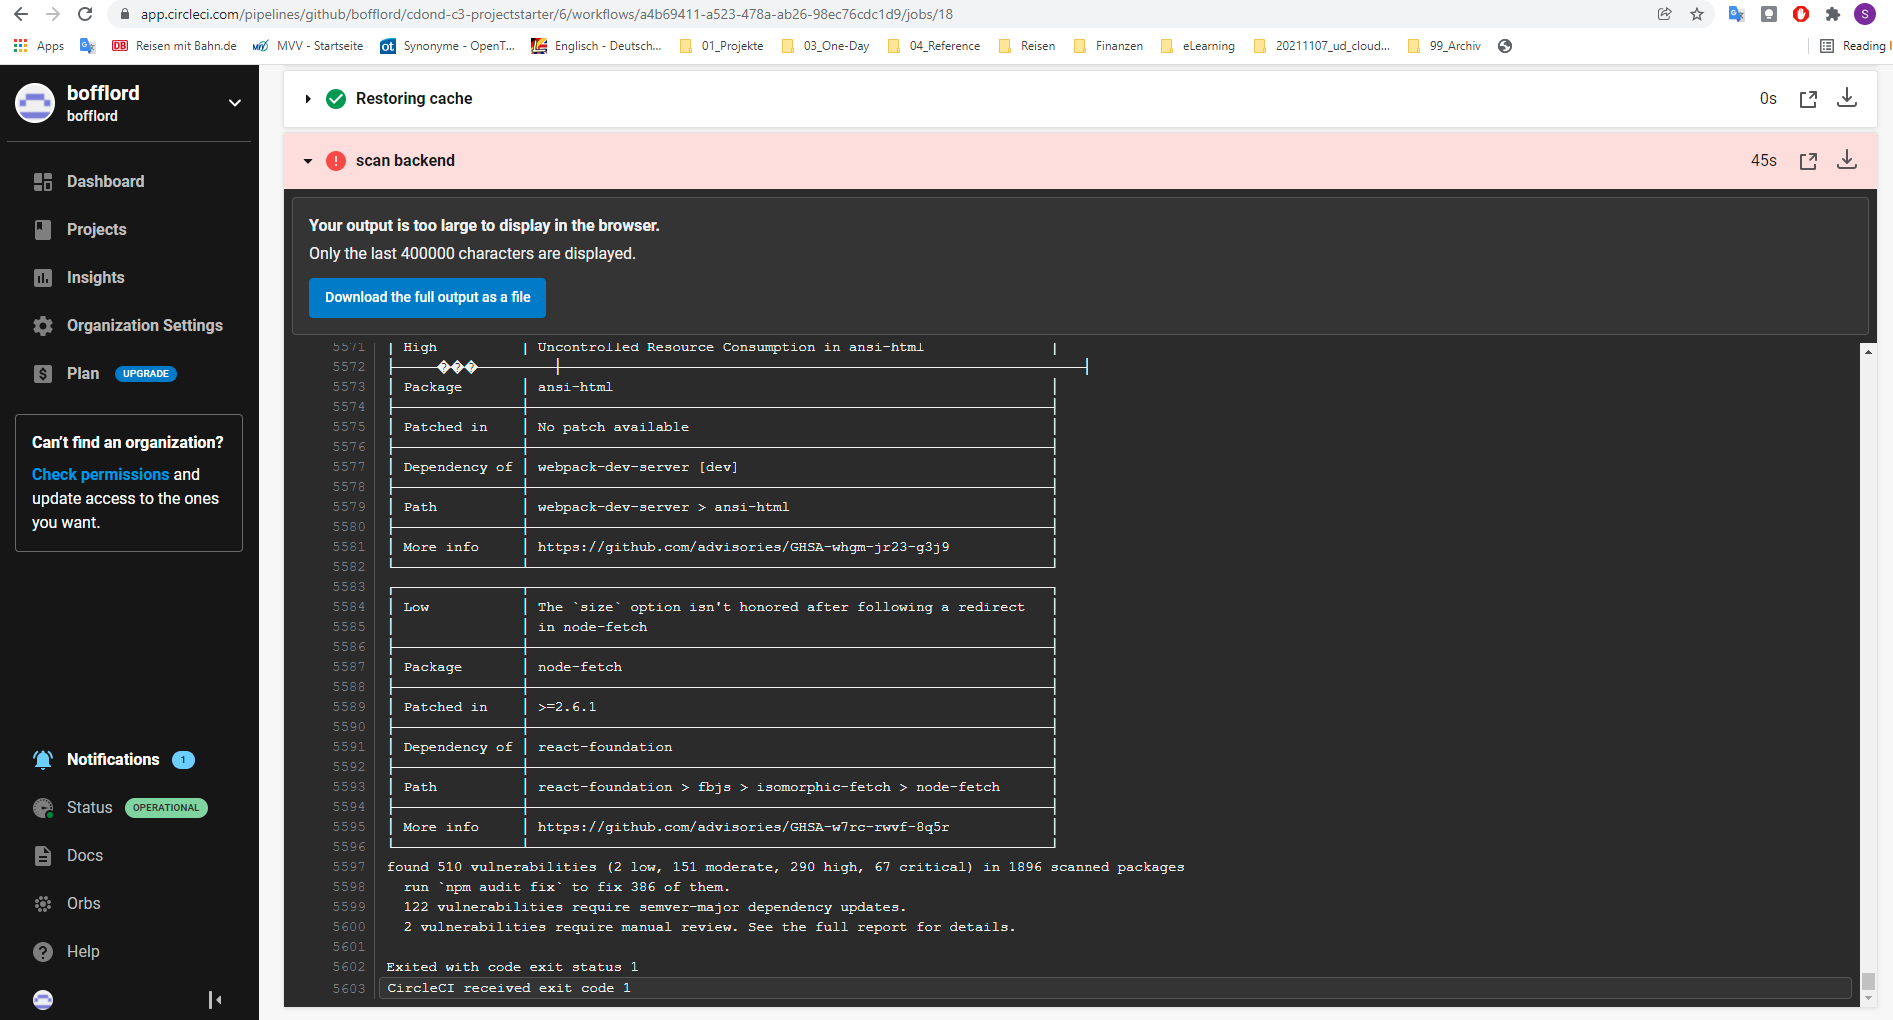 app.circleci.com/pipelines/github/bofflord/cdond-c3-projectstarter/6/workflows/a4b69411-a523-478a-ab26-98ec76cdc1d9/jobs/18
S
Apps
DB Reisen mit Bahn.de
MVV - Startseite
ot Synonyme - OpenT...
Englisch - Deutsch...
01_Projekte
03_One-Day
04_Reference
Reisen
Finanzen
eLearning
20211107_ud_cloud...
99_Archiv
Reading l
bofflord
bofflord
Dashboard
Projects
Insights
Organization Settings
Plan UPGRADE
Can't find an organization?
Check permissions and
update access to the ones
you want.
Notifications 1
Status OPERATIONAL
Docs
Orbs
Help
Restoring cache 0s
scan backend 45s
Your output is too large to display in the browser.
Only the last 400000 characters are displayed.
Download the full output as a file
5571 High Uncontrolled Resource Consumption in ansi-html
5572 ���
5573 Package ansi-html
5574
5575 Patched in No patch available
5576
5577 Dependency of webpack-dev-server [dev]
5578
5579 Path webpack-dev-server > ansi-html
5580
5581 More info https://github.com/advisories/GHSA-whgm-jr23-g3j9
5582
5583
5584 Low The `size` option isn't honored after following a redirect
5585 in node-fetch
5586
5587 Package node-fetch
5588
5589 Patched in >=2.6.1
5590
5591 Dependency of react-foundation
5592
5593 Path react-foundation > fbjs > isomorphic-fetch > node-fetch
5594
5595 More info https://github.com/advisories/GHSA-w7rc-rwvf-8q5r
5596
5597 found 510 vulnerabilities (2 low, 151 moderate, 290 high, 67 critical) in 1896 scanned packages
5598 run `npm audit fix` to fix 386 of them.
5599 122 vulnerabilities require semver-major dependency updates.
5600 2 vulnerabilities require manual review. See the full report for details.
5601
5602 Exited with code exit status 1
5603 CircleCI received exit code 1